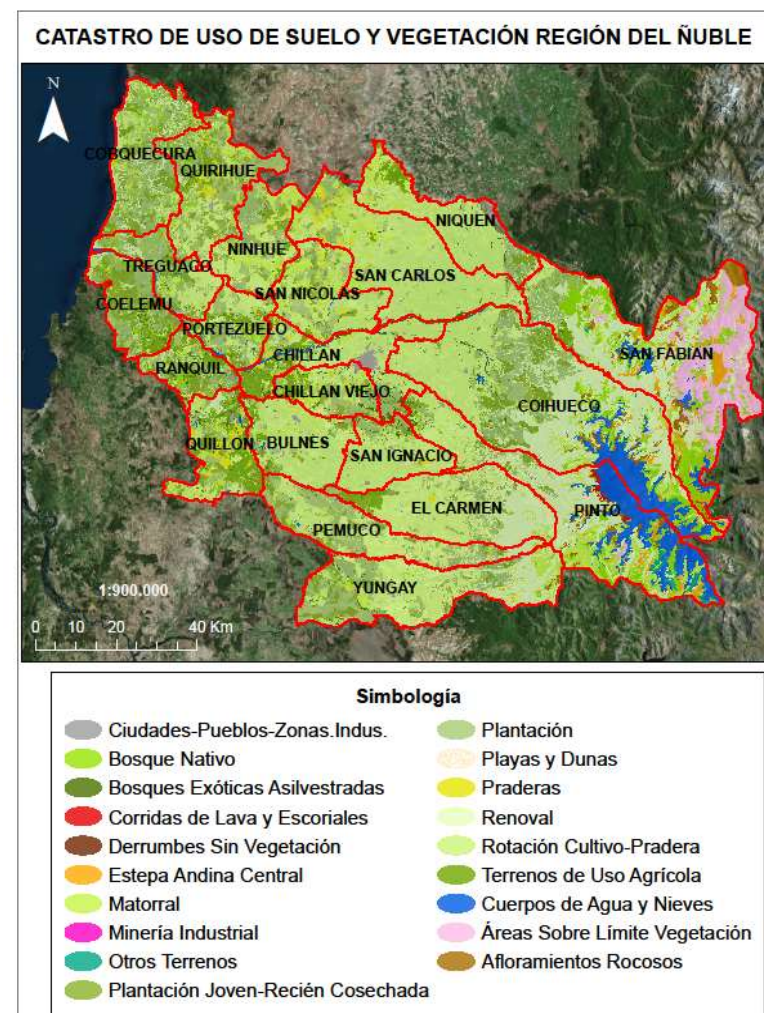 CATASTRO DE USO DE SUELO Y VEGETACIÓN REGIÓN DEL ÑUBLE
N
COBQUECURA
QUIRIHUE
NIQUEN
NINHUE
TREGUACO
SAN CARLOS
SAN NICOLAS
COELEMU
PORTEZUELO
CHILLAN
SAN FABIAN
RANQUIL
CHILLAN VIEJO
COIHUECO
QUILLON
BULNES
SAN IGNACIO
EL CARMEN
PINTO
PEMUCO
YUNGAY
1:900.000
0 10 20 40 Km
Simbología
Ciudades-Pueblos-Zonas.Indus.
Bosque Nativo
Bosques Exóticas Asilvestradas
Corridas de Lava y Escoriales
Derrumbes Sin Vegetación
Estepa Andina Central
Matorral
Minería Industrial
Otros Terrenos
Plantación Joven-Recién Cosechada
Plantación
Playas y Dunas
Praderas
Renoval
Rotación Cultivo-Pradera
Terrenos de Uso Agrícola
Cuerpos de Agua y Nieves
Áreas Sobre Límite Vegetación
Afloramientos Rocosos